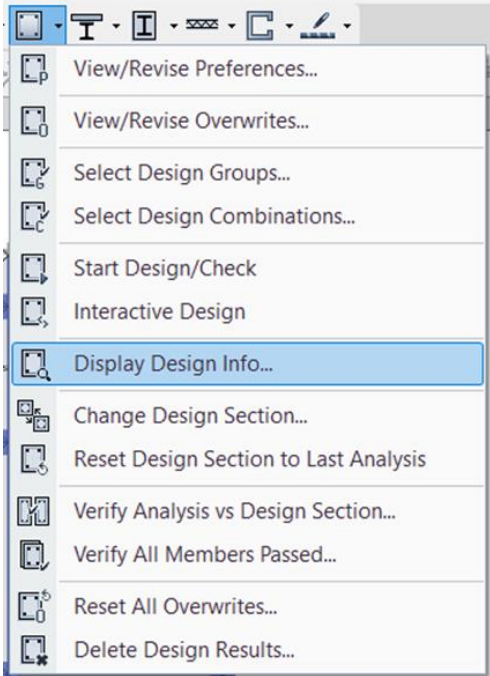 View/Revise Preferences...
View/Revise Overwrites...
Select Design Groups...
Select Design Combinations...
Start Design/Check
Interactive Design
Display Design Info...
Change Design Section...
Reset Design Section to Last Analysis
Verify Analysis vs Design Section...
Verify All Members Passed...
Reset All Overwrites...
Delete Design Results...